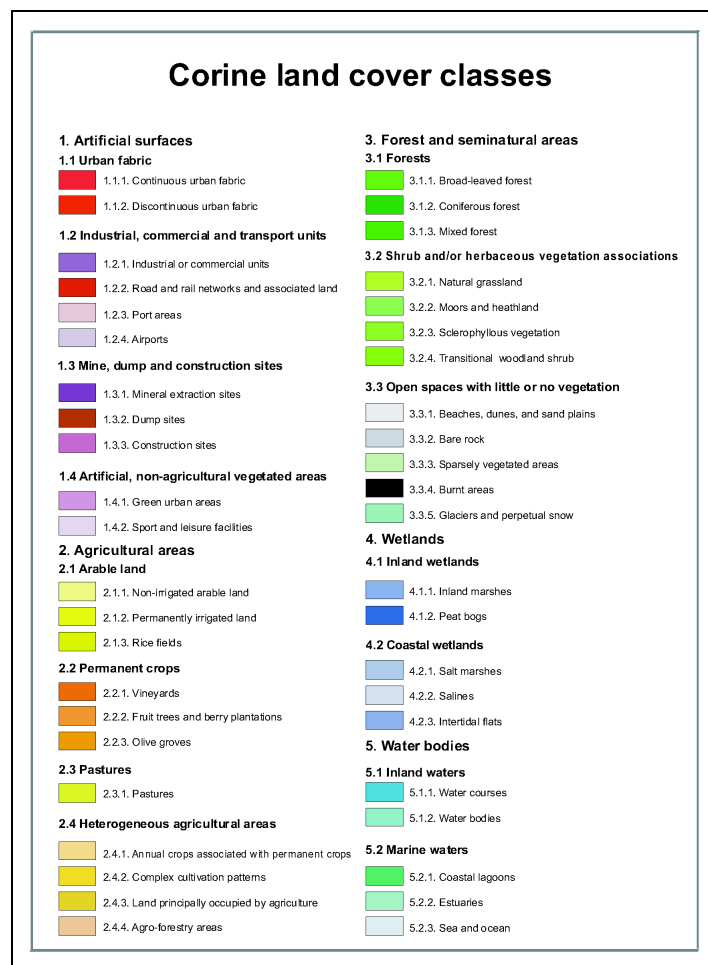 Corine land cover classes
1. Artificial surfaces
1.1 Urban fabric
1.1.1. Continuous urban fabric
1.1.2. Discontinuous urban fabric
1.2 Industrial, commercial and transport units
1.2.1. Industrial or commercial units
1.2.2. Road and rail networks and associated land
1.2.3. Port areas
1.2.4. Airports
1.3 Mine, dump and construction sites
1.3.1. Mineral extraction sites
1.3.2. Dump sites
1.3.3. Construction sites
1.4 Artificial, non-agricultural vegetated areas
1.4.1. Green urban areas
1.4.2. Sport and leisure facilities
2. Agricultural areas
2.1 Arable land
2.1.1. Non-irrigated arable land
2.1.2. Permanently irrigated land
2.1.3. Rice fields
2.2 Permanent crops
2.2.1. Vineyards
2.2.2. Fruit trees and berry plantations
2.2.3. Olive groves
2.3 Pastures
2.3.1. Pastures
2.4 Heterogeneous agricultural areas
2.4.1. Annual crops associated with permanent crops
2.4.2. Complex cultivation patterns
2.4.3. Land principally occupied by agriculture
2.4.4. Agro-forestry areas
3. Forest and seminatural areas
3.1 Forests
3.1.1. Broad-leaved forest
3.1.2. Coniferous forest
3.1.3. Mixed forest
3.2 Shrub and/or herbaceous vegetation associations
3.2.1. Natural grassland
3.2.2. Moors and heathland
3.2.3. Sclerophyllous vegetation
3.2.4. Transitional woodland shrub
3.3 Open spaces with little or no vegetation
3.3.1. Beaches, dunes, and sand plains
3.3.2. Bare rock
3.3.3. Sparsely vegetated areas
3.3.4. Burnt areas
3.3.5. Glaciers and perpetual snow
4. Wetlands
4.1 Inland wetlands
4.1.1. Inland marshes
4.1.2. Peat bogs
4.2 Coastal wetlands
4.2.1. Salt marshes
4.2.2. Salines
4.2.3. Intertidal flats
5. Water bodies
5.1 Inland waters
5.1.1. Water courses
5.1.2. Water bodies
5.2 Marine waters
5.2.1. Coastal lagoons
5.2.2. Estuaries
5.2.3. Sea and ocean